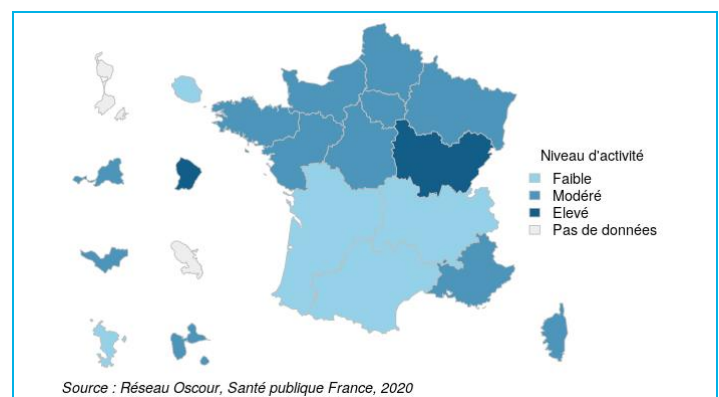 Niveau d'activité
Faible
Modéré
Elevé
Pas de données
Source : Réseau Oscour, Santé publique France, 2020